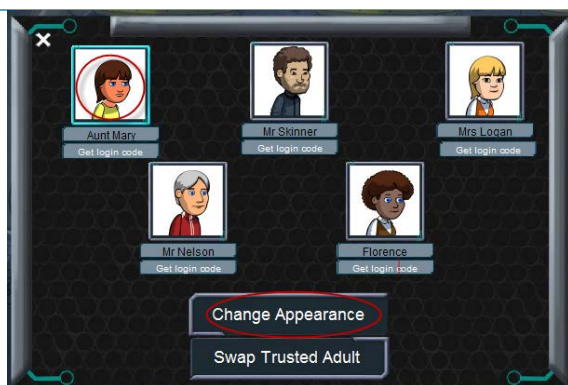 Aunt Mary
Mr Skinner
Mrs Logan
Get login code
Get login code
Get login code
Mr Nelson
Florence
Get login code
Get login code
Change Appearance
Swap Trusted Adult